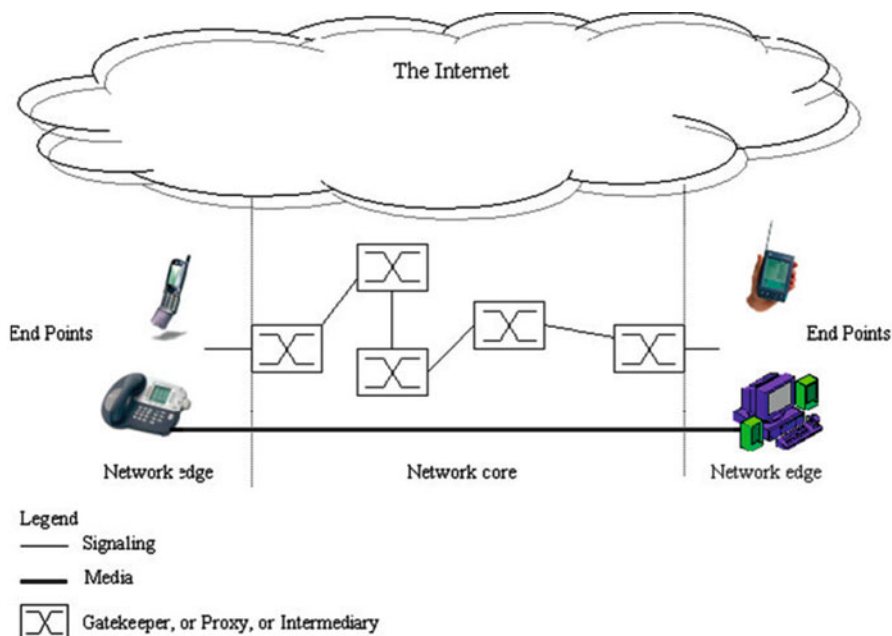 The Internet
End Points
End Points
Network edge
Network core
Network edge
Legend
Signaling
Media
Gatekeeper, or Proxy, or Intermediary